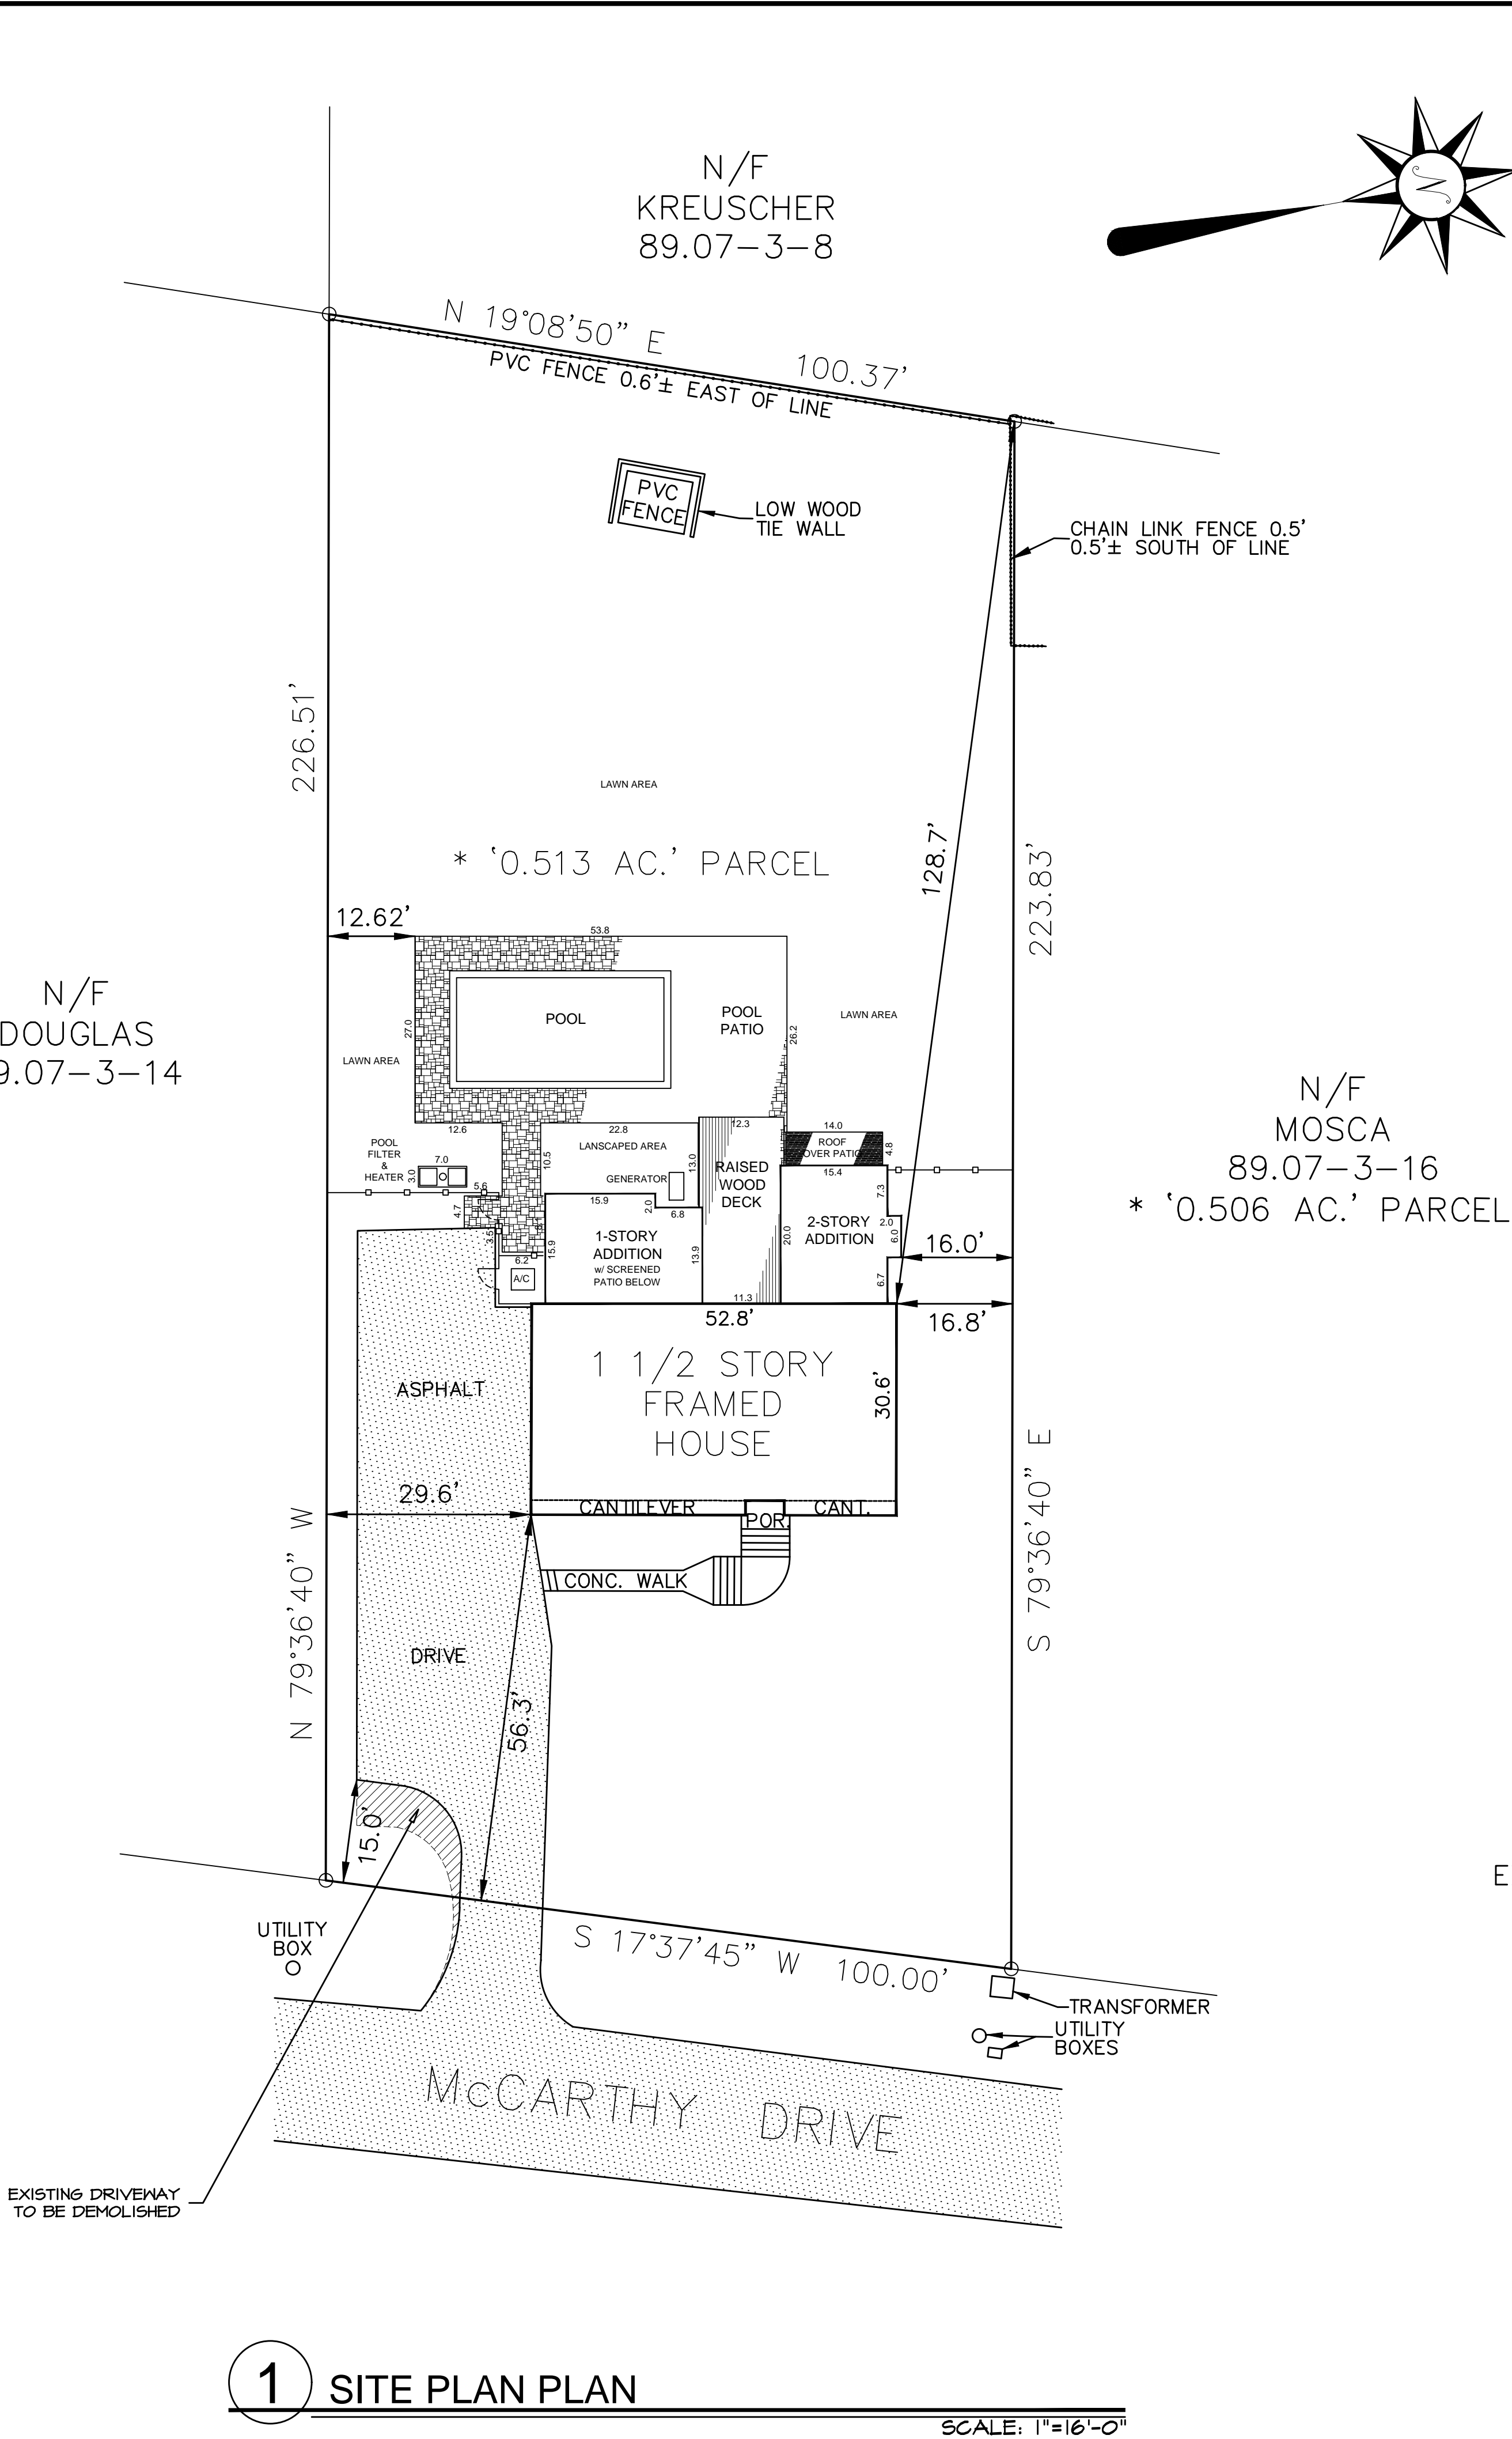 N/F
KREUSCHER
89.07-3-8
N
N 19°08'50" E 100.37'
PVC FENCE 0.6'± EAST OF LINE
PVC
FENCE
LOW WOOD
TIE WALL
CHAIN LINK FENCE 0.5'
0.5'± SOUTH OF LINE
226.51'
LAWN AREA
* '0.513 AC.' PARCEL
128.7'
223.83'
12.62'
53.8
N/F
DOUGLAS
9.07-3-14
27.0
POOL
POOL
PATIO
26.2
LAWN AREA
LAWN AREA
N/F
MOSCA
89.07-3-16
* '0.506 AC.' PARCEL
12.6
22.8
12.3
14.0
POOL
FILTER
&
HEATER
7.0
3.0
5.6
4.7
3.5
10.5
LANSCAPED AREA
GENERATOR
13.0
RAISED
WOOD
DECK
ROOF
OVER PATIO
4.8
15.4
7.3
15.9
2.0
6.8
20.0
2-STORY
ADDITION
2.0
6.0
6.7
16.0'
8.1
15.9
1-STORY
ADDITION
w/ SCREENED
PATIO BELOW
13.9
6.2
A/C
11.3
52.8'
16.8'
1 1/2 STORY
FRAMED
HOUSE
30.6'
ASPHALT
29.6'
CANTILEVER
CANT.
POR.
CONC. WALK
N 79°36'40" W
S 79°36'40" E
DRIVE
56.3'
15.0'
E
UTILITY
BOX
S 17°37'45" W 100.00'
TRANSFORMER
UTILITY
BOXES
McCARTHY DRIVE
EXISTING DRIVEWAY
TO BE DEMOLISHED
1 SITE PLAN PLAN
SCALE: 1"=16'-0"